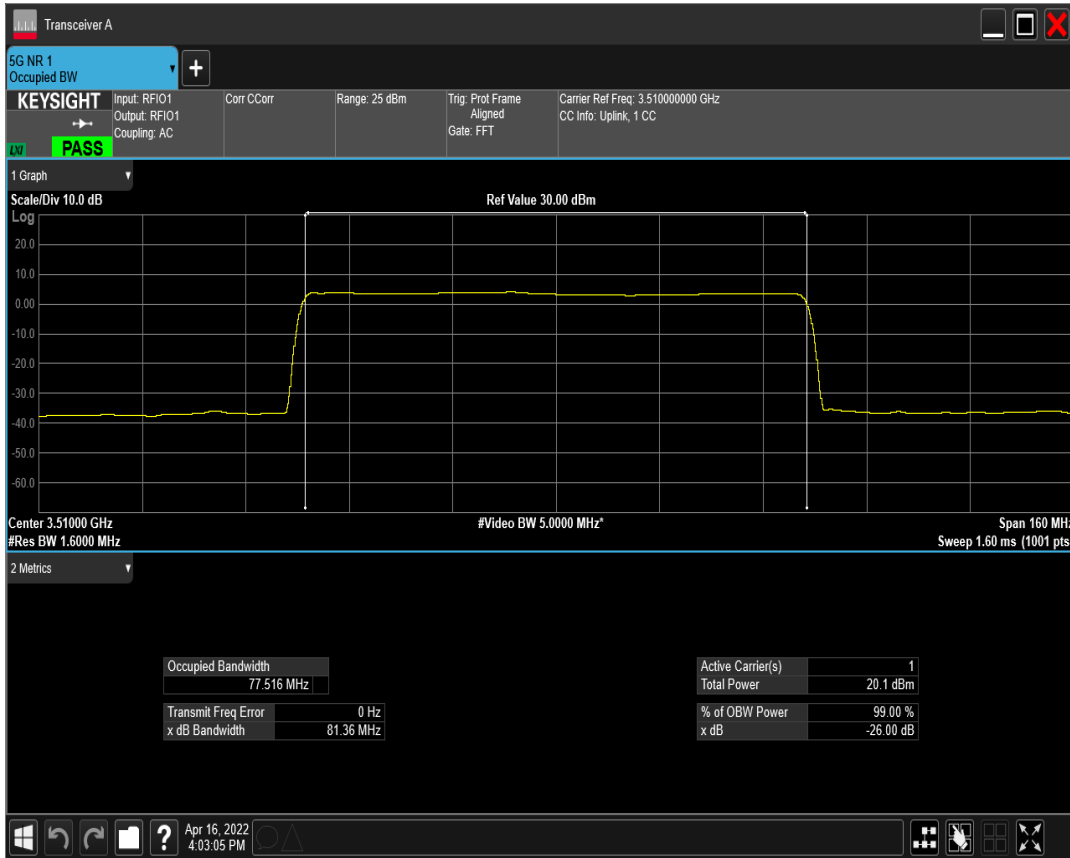 Transceiver A
5G NR 1
Occupied BW
+
KEYSIGHT
Input: RFIO1
Output: RFIO1
Coupling: AC
LXI
PASS
Corr CCorr
Range: 25 dBm
Trig: Prot Frame
Aligned
Gate: FFT
Carrier Ref Freq: 3.510000000 GHz
CC Info: Uplink, 1 CC
1 Graph
Scale/Div 10.0 dB
Ref Value 30.00 dBm
Log
20.0
10.0
0.00
-10.0
-20.0
-30.0
-40.0
-50.0
-60.0
Center 3.51000 GHz
#Video BW 5.0000 MHz*
Span 160 MHz
#Res BW 1.6000 MHz
Sweep 1.60 ms (1001 pts
2 Metrics
Occupied Bandwidth
77.516 MHz
Transmit Freq Error 0 Hz
x dB Bandwidth 81.36 MHz
Active Carrier(s) 1
Total Power 20.1 dBm
% of OBW Power 99.00 %
x dB -26.00 dB
?
Apr 16, 2022
4:03:05 PM